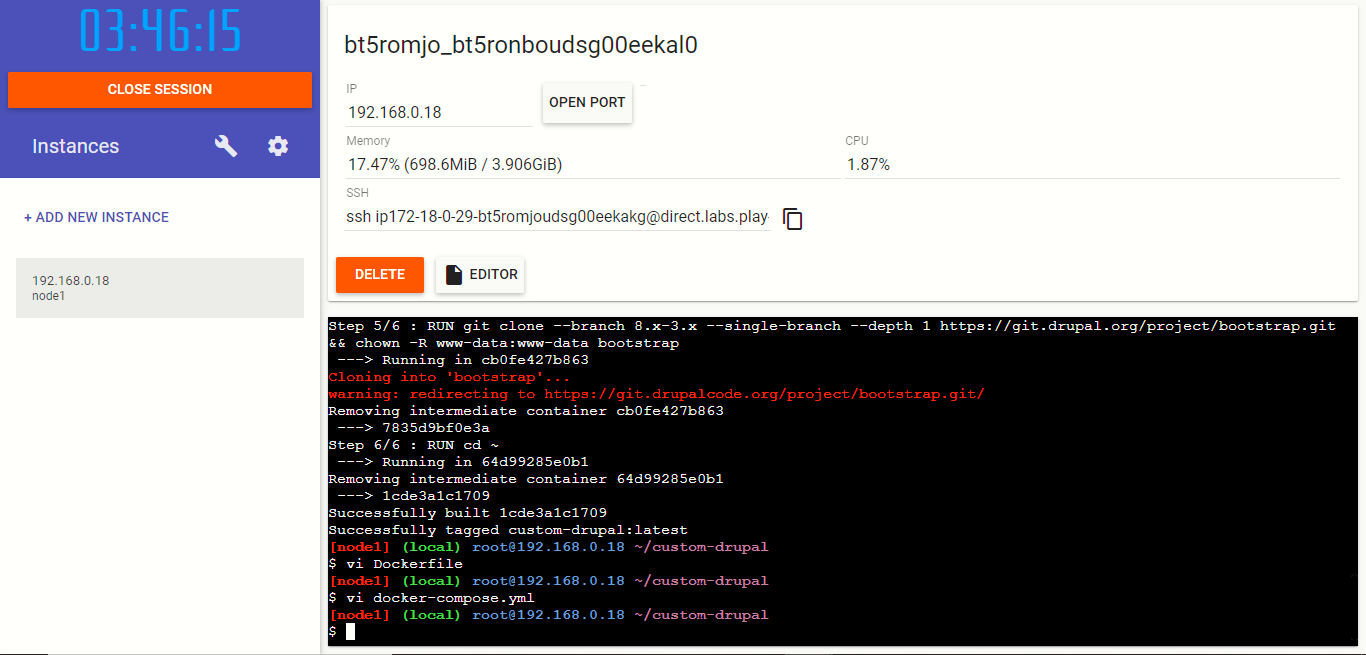 03:46:15
CLOSE SESSION
Instances
+ ADD NEW INSTANCE
192.168.0.18
node1
bt5romjo_bt5ronboudsg00eekal0
IP
192.168.0.18
OPEN PORT
Memory
17.47% (698.6MiB / 3.906GiB)
CPU
1.87%
SSH
ssh ip172-18-0-29-bt5romjoudsg00eekakg@direct.labs.play-
DELETE
EDITOR
Step 5/6 : RUN git clone --branch 8.x-3.x --single-branch --depth 1 https://git.drupal.org/project/bootstrap.git
&& chown -R www-data:www-data bootstrap
---> Running in cb0fe427b863
Cloning into 'bootstrap'...
warning: redirecting to https://git.drupalcode.org/project/bootstrap.git/
Removing intermediate container cb0fe427b863
---> 7835d9bf0e3a
Step 6/6 : RUN cd ~
---> Running in 64d99285e0b1
Removing intermediate container 64d99285e0b1
---> 1cde3a1c1709
Successfully built 1cde3a1c1709
Successfully tagged custom-drupal:latest
[node1] (local) root@192.168.0.18 ~/custom-drupal
$ vi Dockerfile
[node1] (local) root@192.168.0.18 ~/custom-drupal
$ vi docker-compose.yml
[node1] (local) root@192.168.0.18 ~/custom-drupal
$